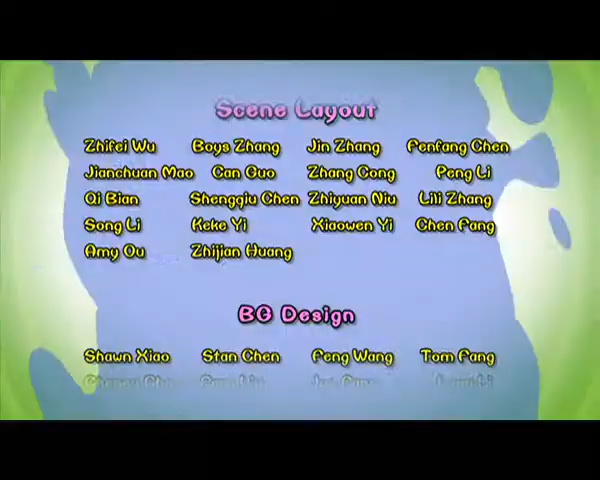 Scene Layout
Zhifei Wu Boys Zhang Jin Zhang Fenfang Chen
Jianchuan Mao Can Guo Zhang Cong Peng Li
Qi Bian Shengqiu Chen Zhiyuan Niu Lili Zhang
Song Li Keke Yi Xiaowen Yi Chen Fang
Amy Ou Zhijian Huang
BG Design
Shawn Xiao Stan Chen Feng Wang Tom Fang